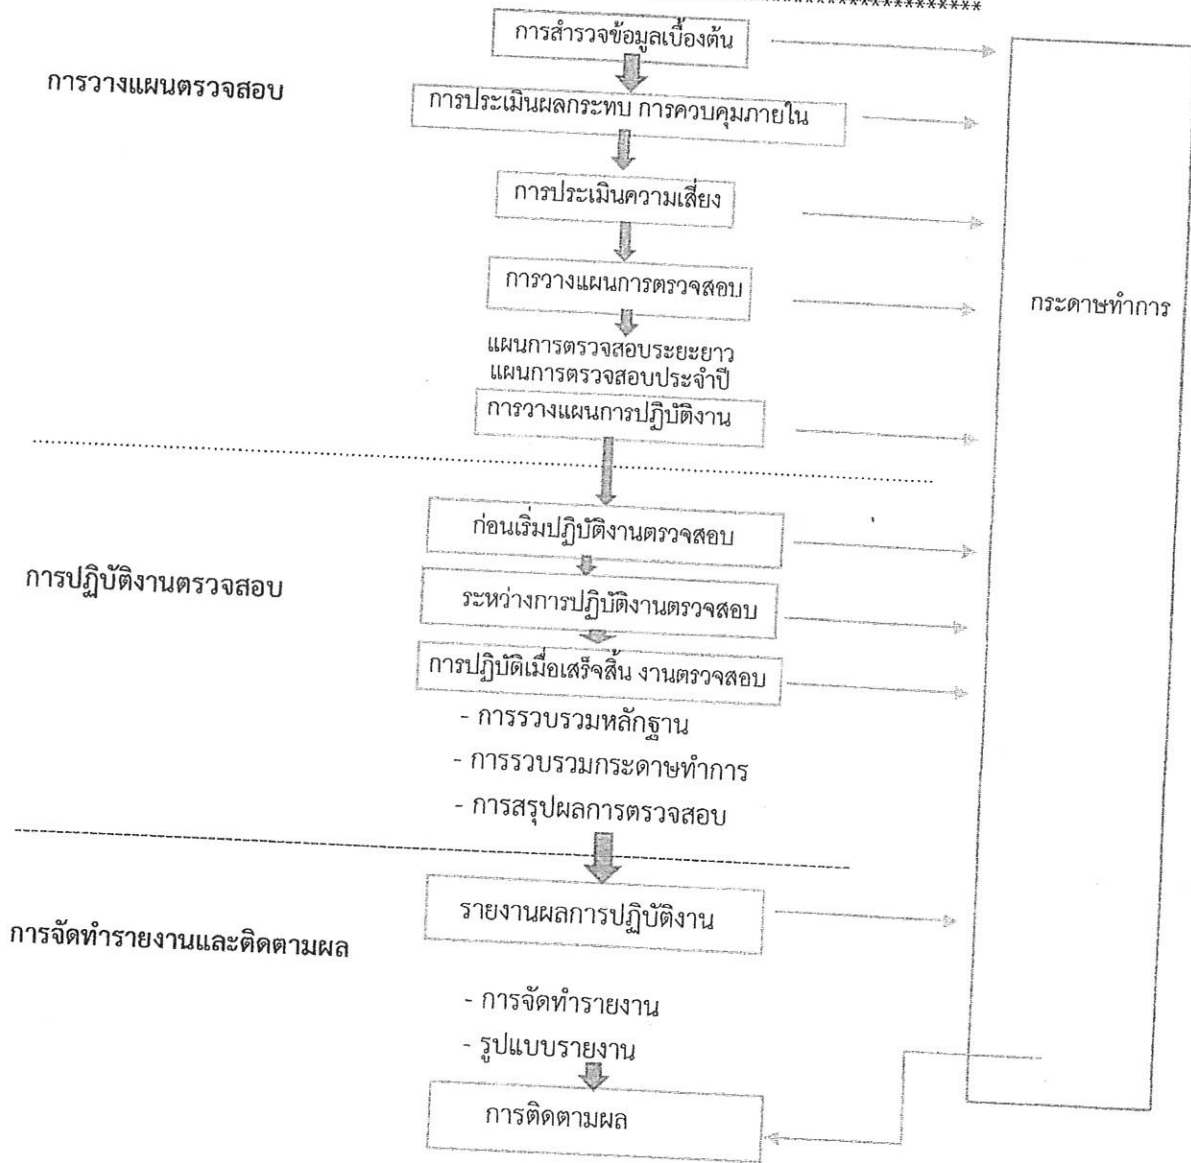 ********************
การสำรวจข้อมูลเบื้องต้น
การวางแผนตรวจสอบ
การประเมินผลกระทบ การควบคุมภายใน
การประเมินความเสี่ยง
การวางแผนการตรวจสอบ
กระดาษทำการ
แผนการตรวจสอบระยะยาว
แผนการตรวจสอบประจำปี
การวางแผนการปฏิบัติงาน
ก่อนเริ่มปฏิบัติงานตรวจสอบ
การปฏิบัติงานตรวจสอบ
ระหว่างการปฏิบัติงานตรวจสอบ
การปฏิบัติเมื่อเสร็จสิ้น งานตรวจสอบ
- การรวบรวมหลักฐาน
- การรวบรวมกระดาษทำการ
- การสรุปผลการตรวจสอบ
รายงานผลการปฏิบัติงาน
การจัดทำรายงานและติดตามผล
- การจัดทำรายงาน
- รูปแบบรายงาน
การติดตามผล